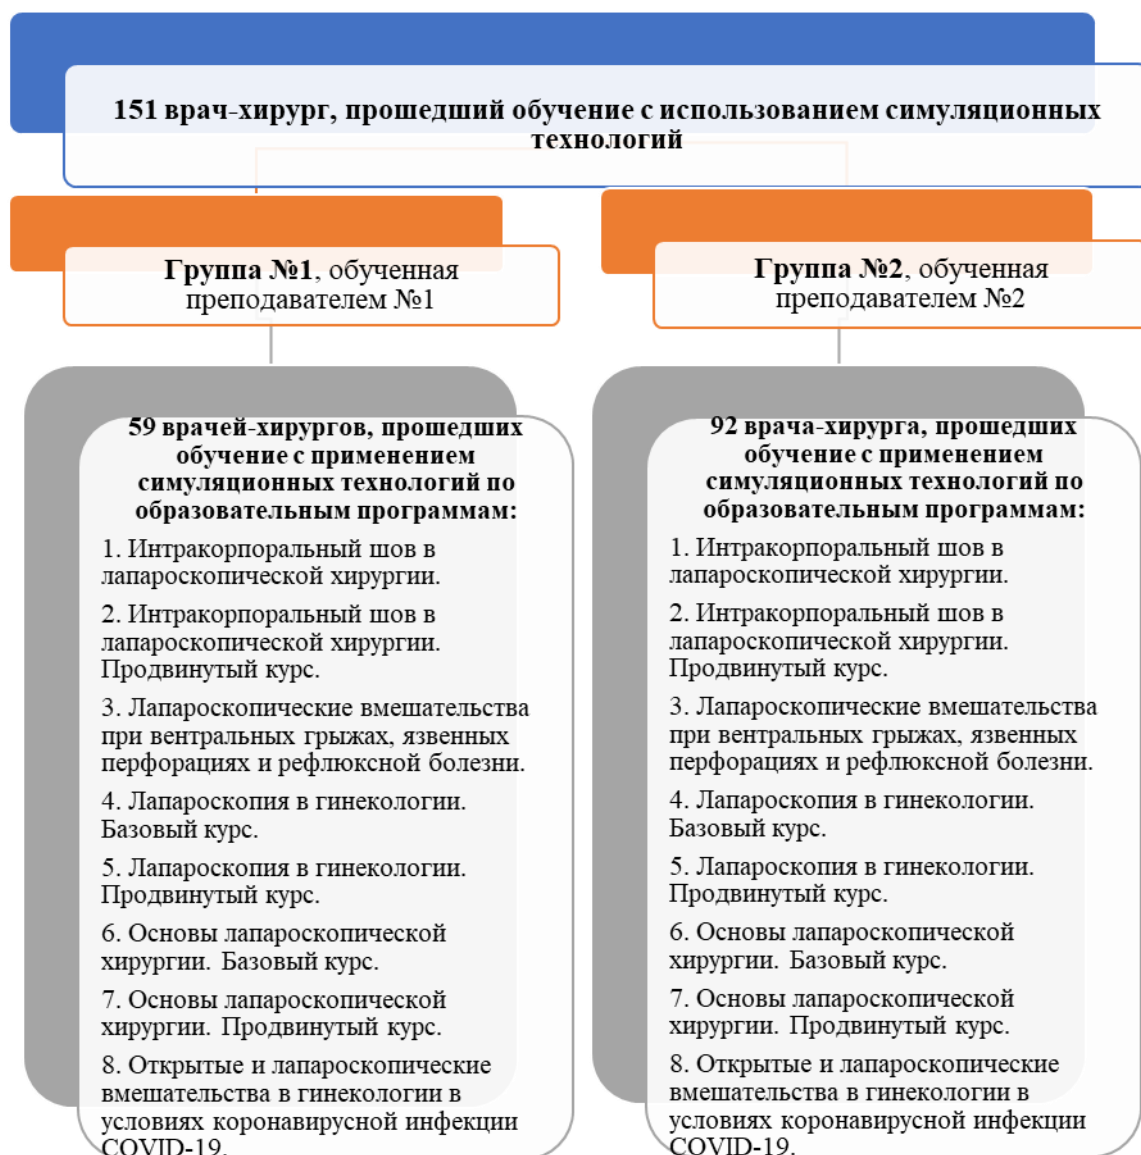 151 врач-хирург, прошедший обучение с использованием симуляционных
технологий
Группа №1, обученная
преподавателем №1
Группа №2, обученная
преподавателем №2
59 врачей-хирургов, прошедших
обучение с применением
симуляционных технологий по
образовательным программам:
1. Интракорпоральный шов в
лапароскопической хирургии.
2. Интракорпоральный шов в
лапароскопической хирургии.
Продвинутый курс.
3. Лапароскопические вмешательства
при вентральных грыжах, язвенных
перфорациях и рефлюксной болезни.
4. Лапароскопия в гинекологии.
Базовый курс.
5. Лапароскопия в гинекологии.
Продвинутый курс.
6. Основы лапароскопической
хирургии. Базовый курс.
7. Основы лапароскопической
хирургии. Продвинутый курс.
8. Открытые и лапароскопические
вмешательства в гинекологии в
условиях коронавирусной инфекции
COVID-19.
92 врача-хирурга, прошедших
обучение с применением
симуляционных технологий по
образовательным программам:
1. Интракорпоральный шов в
лапароскопической хирургии.
2. Интракорпоральный шов в
лапароскопической хирургии.
Продвинутый курс.
3. Лапароскопические вмешательства
при вентральных грыжах, язвенных
перфорациях и рефлюксной болезни.
4. Лапароскопия в гинекологии.
Базовый курс.
5. Лапароскопия в гинекологии.
Продвинутый курс.
6. Основы лапароскопической
хирургии. Базовый курс.
7. Основы лапароскопической
хирургии. Продвинутый курс.
8. Открытые и лапароскопические
вмешательства в гинекологии в
условиях коронавирусной инфекции
COVID-19.